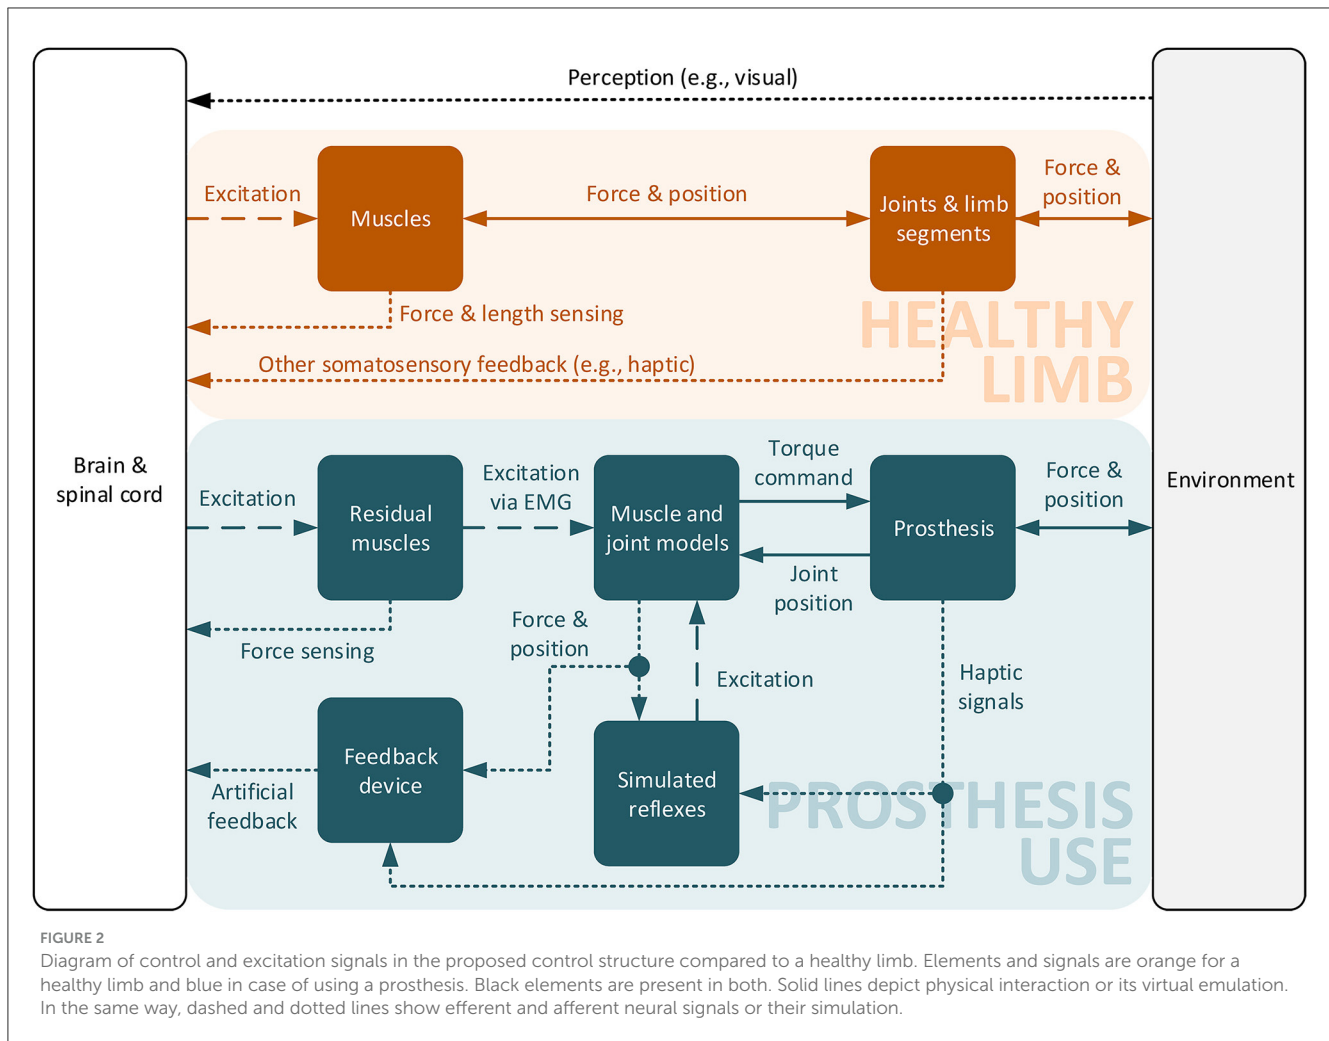 Perception (e.g., visual)
Excitation
Muscles
Force & position
Joints & limb
segments
Force &
position
Force & length sensing
Other somatosensory feedback (e.g., haptic)
HEALTHY
LIMB
Brain &
spinal cord
Environment
Excitation
Residual
muscles
Excitation
via EMG
Muscle and
joint models
Torque
command
Joint
position
Prosthesis
Force &
position
Force sensing
Force &
position
Excitation
Haptic
signals
Feedback
device
Artificial
feedback
Simulated
reflexes
PROSTHESIS
USE
FIGURE 2
Diagram of control and excitation signals in the proposed control structure compared to a healthy limb. Elements and signals are orange for a
healthy limb and blue in case of using a prosthesis. Black elements are present in both. Solid lines depict physical interaction or its virtual emulation.
In the same way, dashed and dotted lines show efferent and afferent neural signals or their simulation.